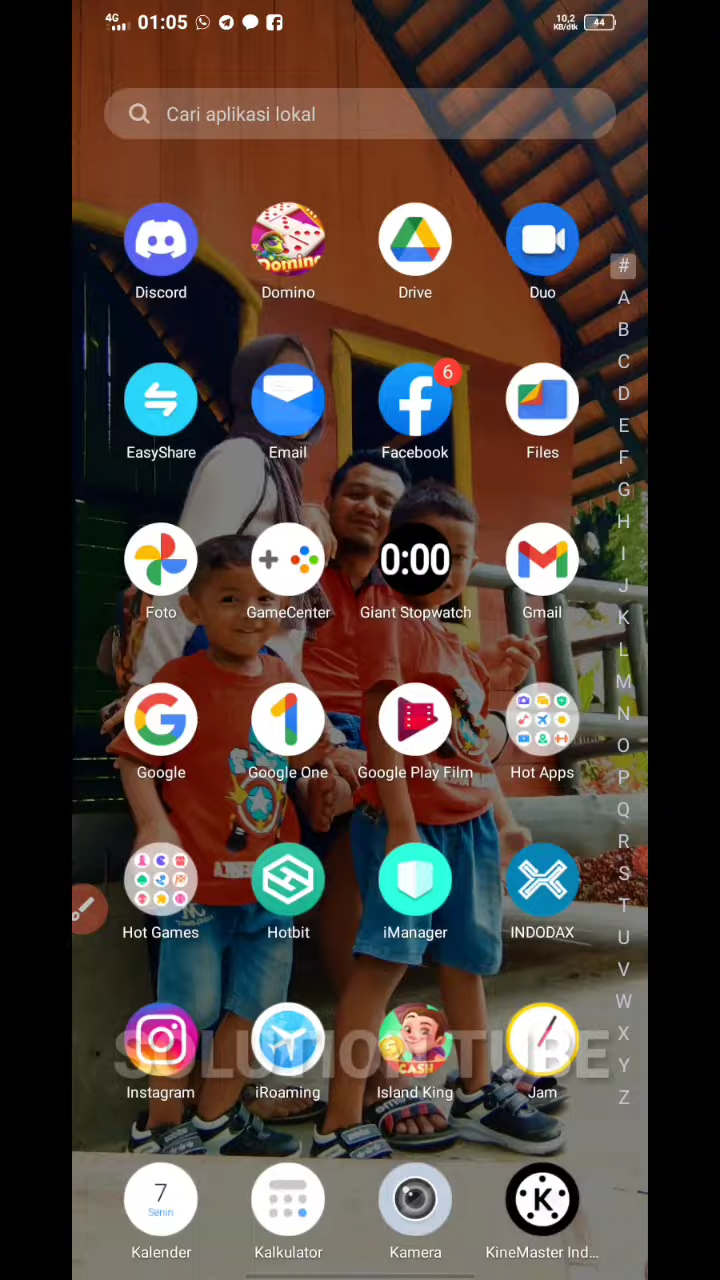 4G 01:05 10,2 KB/dtk 44
Cari aplikasi lokal
#
A
B
C
D
E
F
G
H
I
J
K
L
M
N
O
P
Q
R
S
T
U
V
W
X
Y
Z
Domino
Discord Domino Drive Duo
6
EasyShare Email Facebook Files
0:00
Foto GameCenter Giant Stopwatch Gmail
Google Google One Google Play Film Hot Apps
Hot Games Hotbit iManager INDODAX
SOLUTION TUBE
CASH
Instagram iRoaming Island King Jam
7
Senin
K
Kalender Kalkulator Kamera KineMaster Ind...